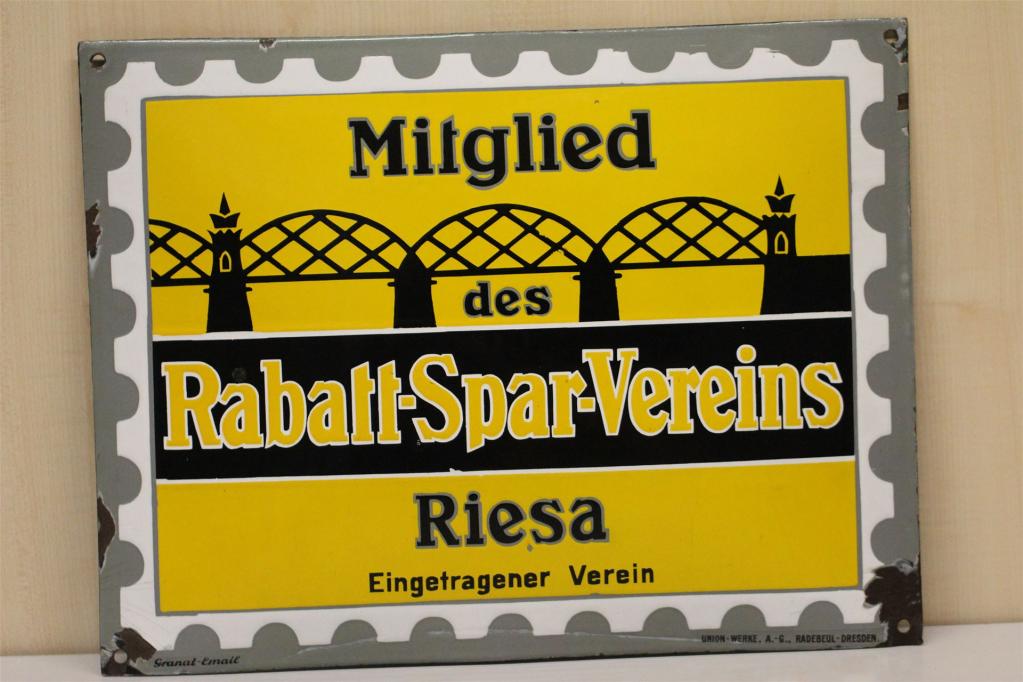 Mitglied
des
Rabatt-Spar-Vereins
Riesa
Eingetragener Verein
UNION-WERKE, A.-G., RADEBEUL-DRESDEN.
Granat-Email